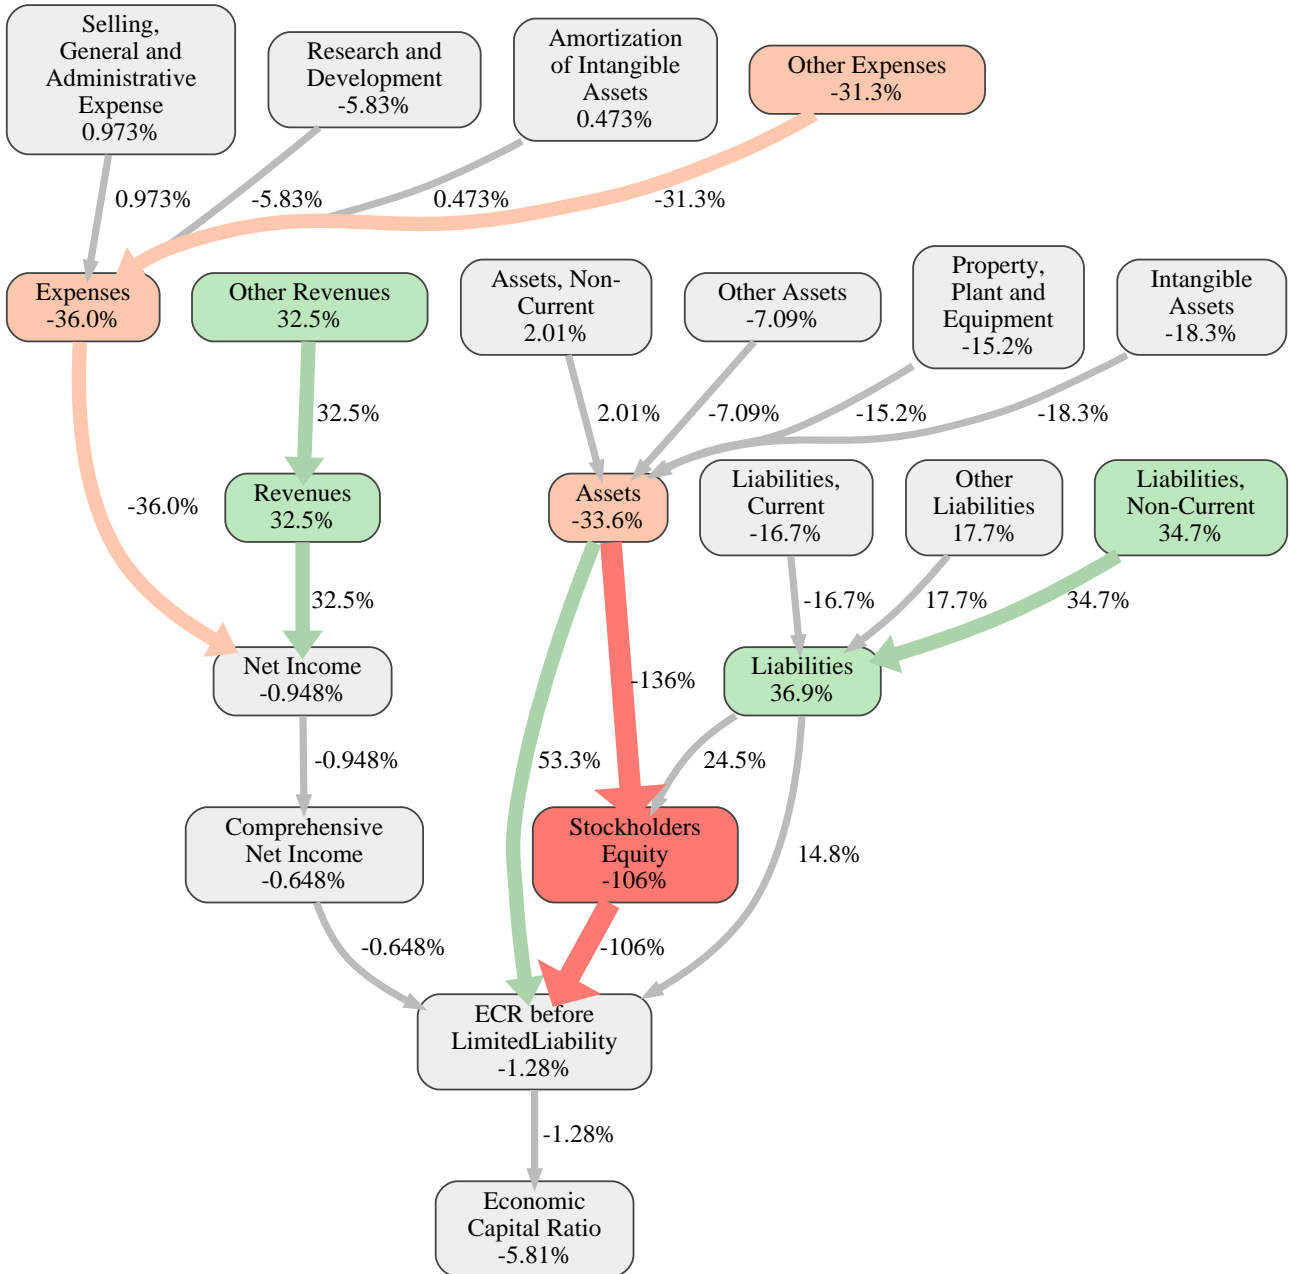 Selling,
General and
Administrative
Expense
0.973%
Research and
Development
-5.83%
Amortization
of Intangible
Assets
0.473%
Other Expenses
-31.3%
0.973%
-5.83%
0.473%
-31.3%
Expenses
-36.0%
Other Revenues
32.5%
Assets, Non-
Current
2.01%
Other Assets
-7.09%
Property,
Plant and
Equipment
-15.2%
Intangible
Assets
-18.3%
32.5%
2.01%
-7.09%
-15.2%
-18.3%
-36.0%
Revenues
32.5%
Assets
-33.6%
Liabilities,
Current
-16.7%
Other
Liabilities
17.7%
Liabilities,
Non-Current
34.7%
32.5%
-16.7%
17.7%
34.7%
Net Income
-0.948%
-136%
Liabilities
36.9%
-0.948%
53.3%
24.5%
Comprehensive
Net Income
-0.648%
Stockholders
Equity
-106%
14.8%
-0.648%
-106%
ECR before
LimitedLiability
-1.28%
-1.28%
Economic
Capital Ratio
-5.81%